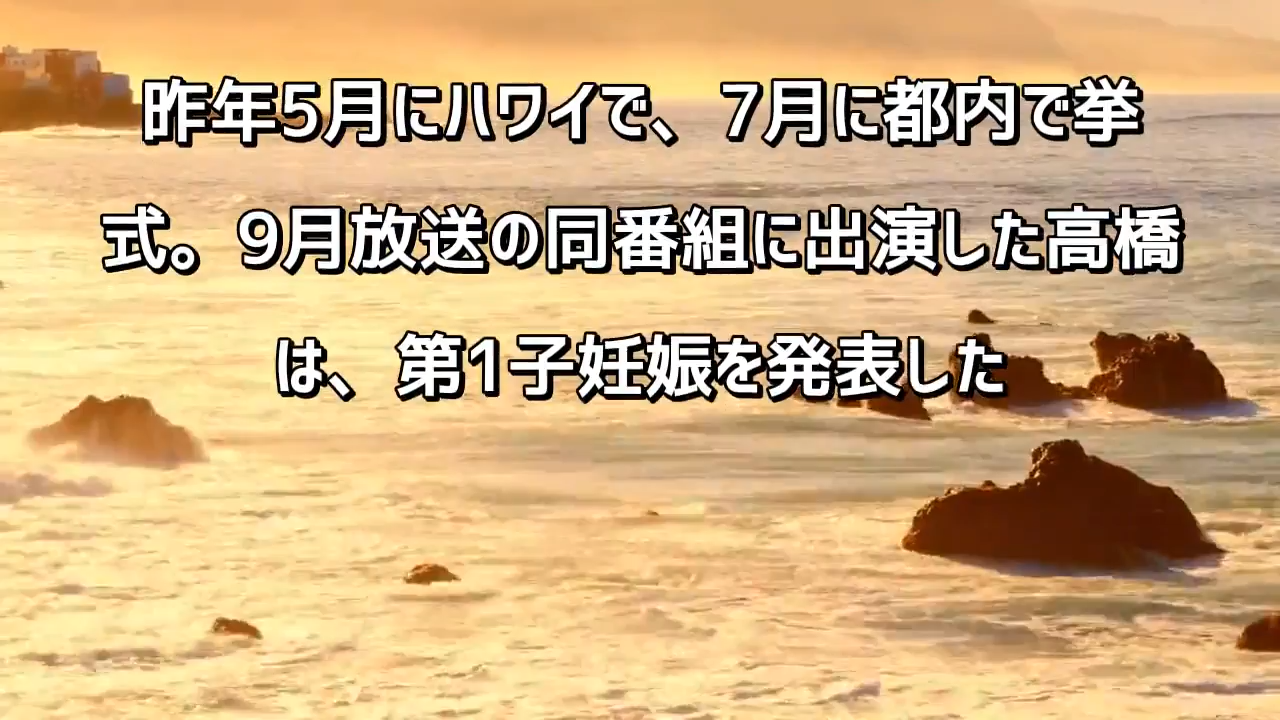 昨年5月にハワイで、7月に都内で挙
式。9月放送の同番組に出演した高橋
は、第1子妊娠を発表した